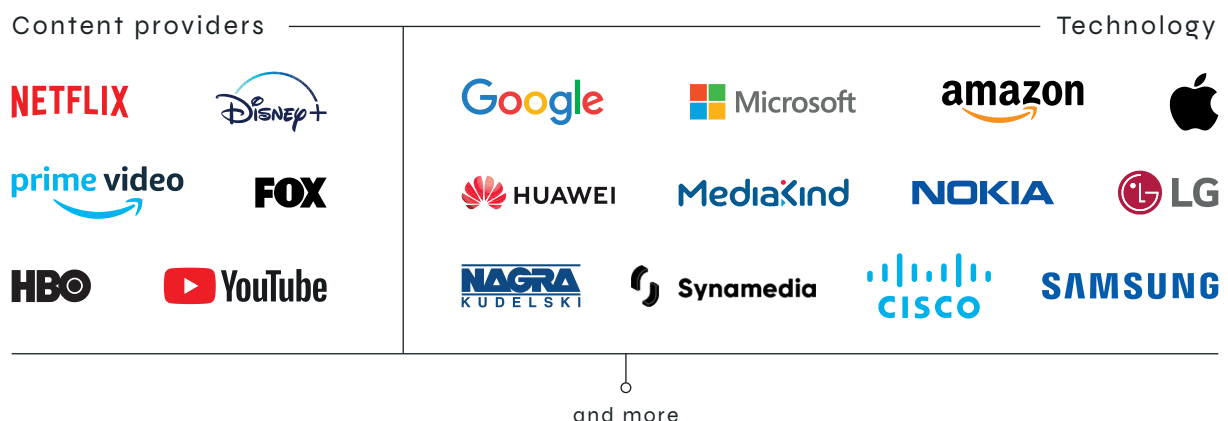 Content providers
Technology
NETFLIX
Disney+
Google
Microsoft
amazon
prime video
FOX
HUAWEI
MediaKind
NOKIA
LG
HBO
YouTube
NAGRA
KUDELSKI
Synamedia
CISCO
SAMSUNG
and more